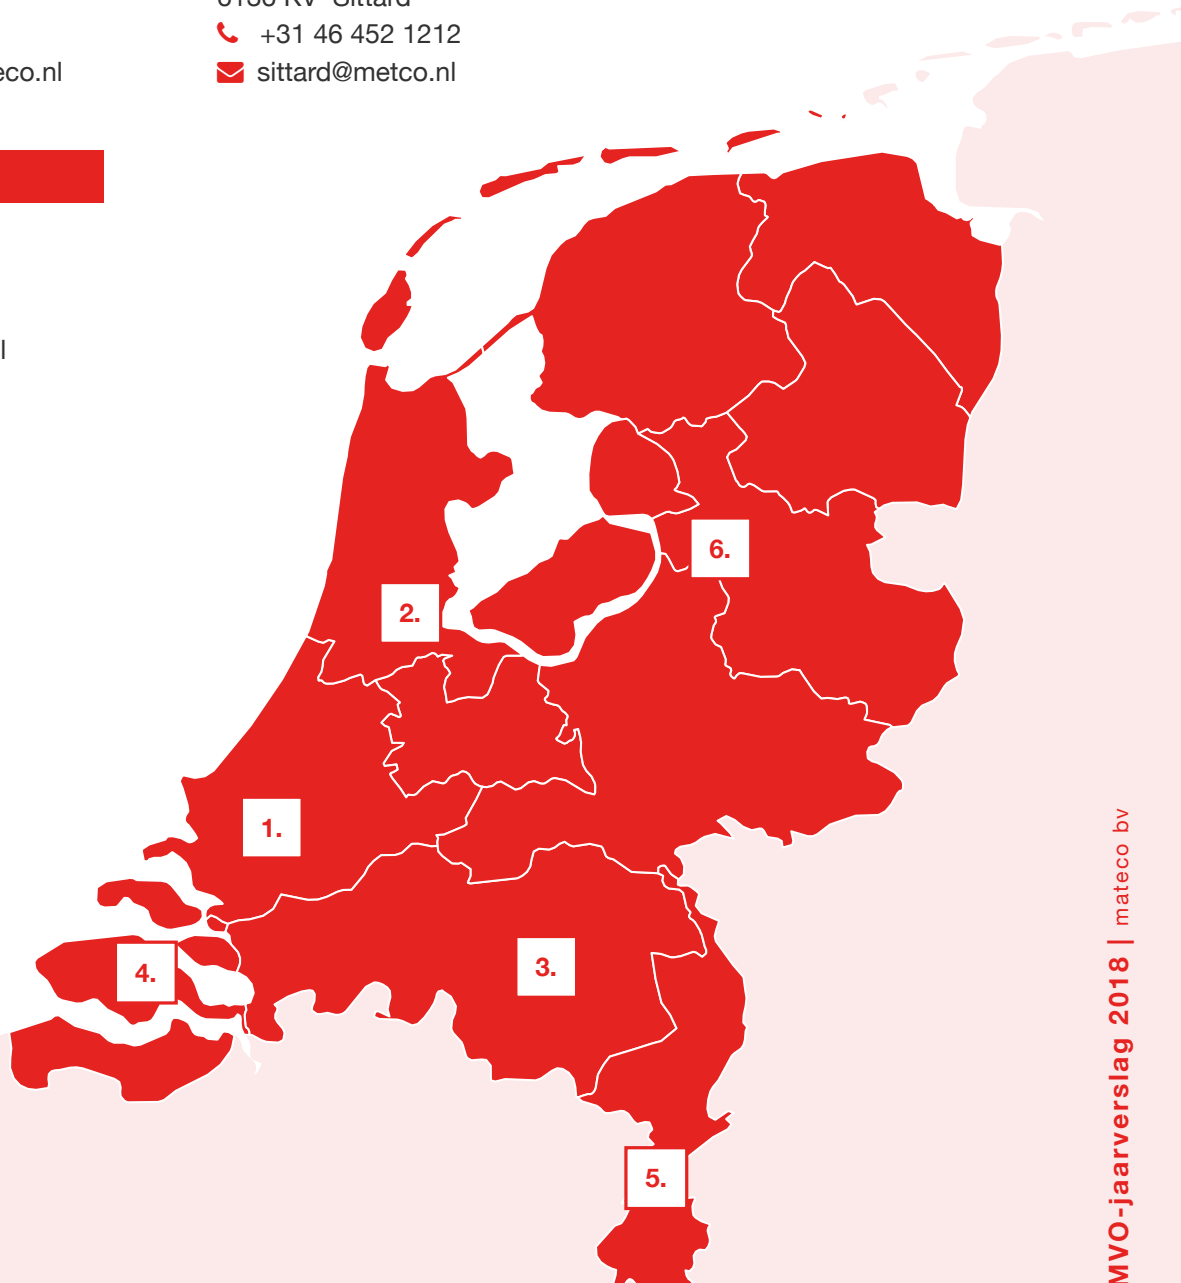 +31 46 452 1212
eco.nl
sittard@metco.nl
l
6.
2.
1.
3.
4.
5.
MVO-jaarverslag 2018 | mateco bv